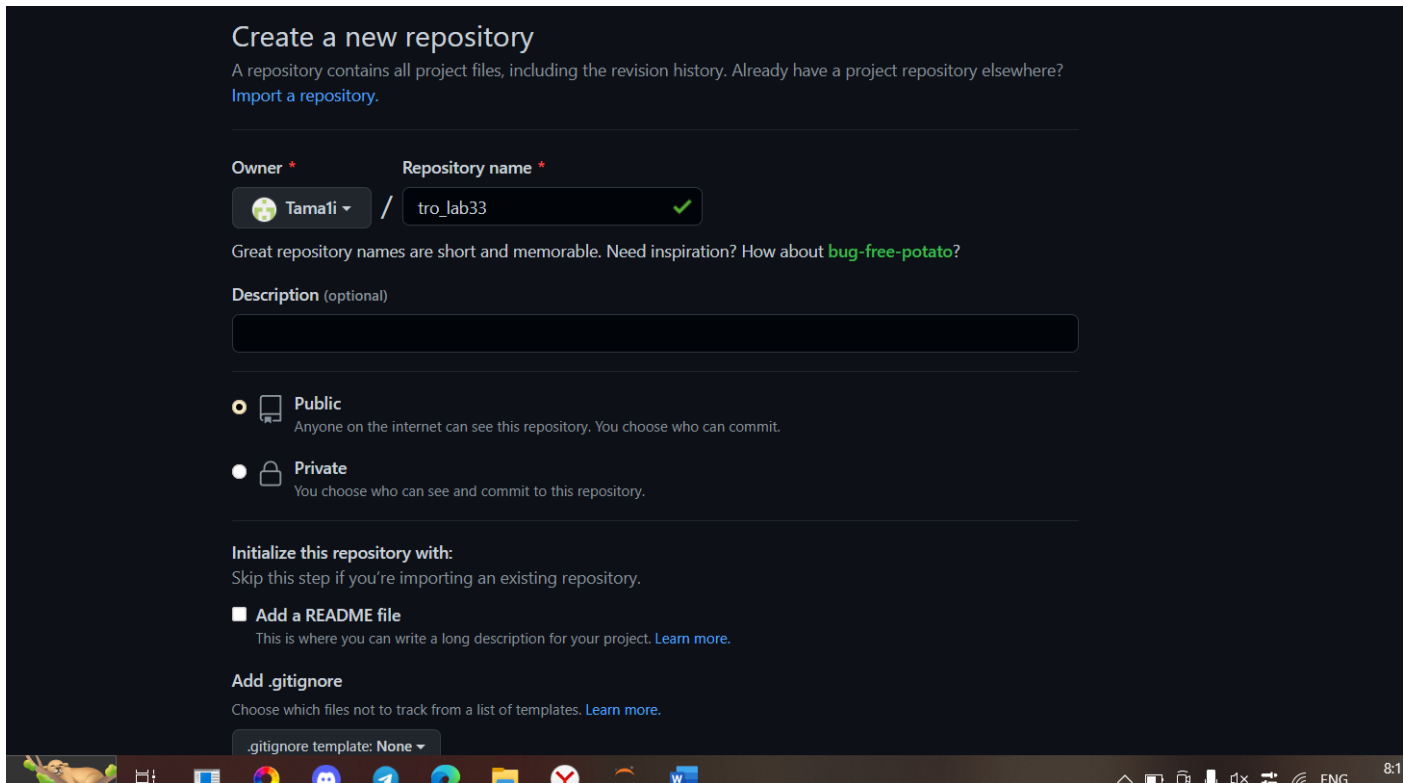 Create a new repository
A repository contains all project files, including the revision history. Already have a project repository elsewhere?
Import a repository.
Owner * Repository name *
Tama1i / tro_lab33
Great repository names are short and memorable. Need inspiration? How about bug-free-potato?
Description (optional)
Public
Anyone on the internet can see this repository. You choose who can commit.
Private
You choose who can see and commit to this repository.
Initialize this repository with:
Skip this step if you're importing an existing repository.
Add a README file
This is where you can write a long description for your project. Learn more.
Add .gitignore
Choose which files not to track from a list of templates. Learn more.
.gitignore template: None
ENG